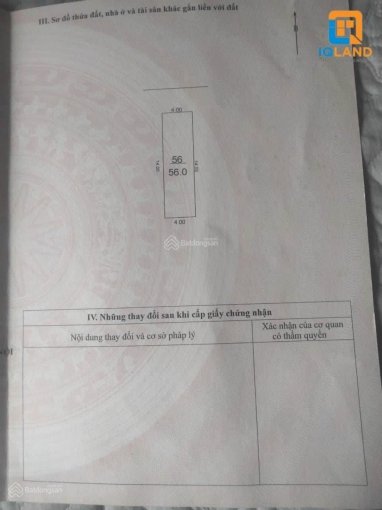 III. Sơ đồ thửa đất, nhà ở và tài sản khác gắn liền với đất
B
IQLAND
4.00
14.00
56
56.0
14.00
4.00
Batdongsan
IV. Những thay đổi sau khi cấp giấy chứng nhận
Nội dung thay đổi và cơ sở pháp lý
Xác nhận của cơ quan
có thẩm quyền
NỘI
Batdongsan
Batdongsan